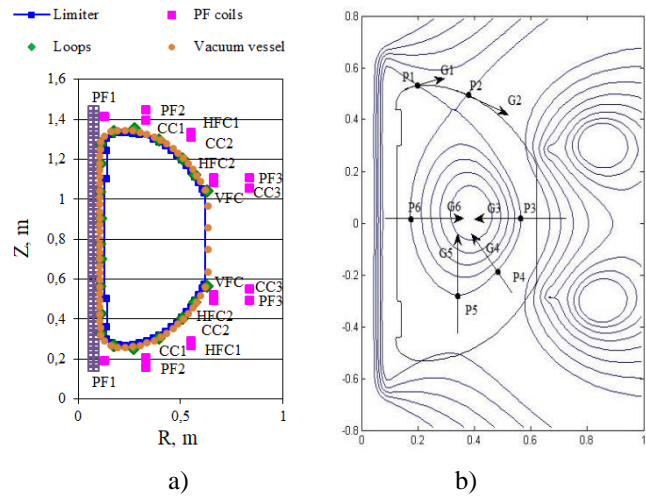 Limiter
PF coils
Loops
Vacuum vessel
1,6
1,4
1,2
1
0,8
0,6
0,4
0,2
0
0
0,5
1
Z, m
R, m
PF1
PF2
HFC1
CC1
CC2
HFC2
PF3
VFC
CC3
VFC
CC3
PF3
HFC2
CC2
CC1
HFC1
PF1
PF2
a)
0.8
0.6
0.4
0.2
0
-0.2
-0.4
-0.6
-0.8
0
0.2
0.4
0.6
0.8
1
P1
G1
P2
G2
P6
G6
G3
P3
G5
G4
P4
P5
b)